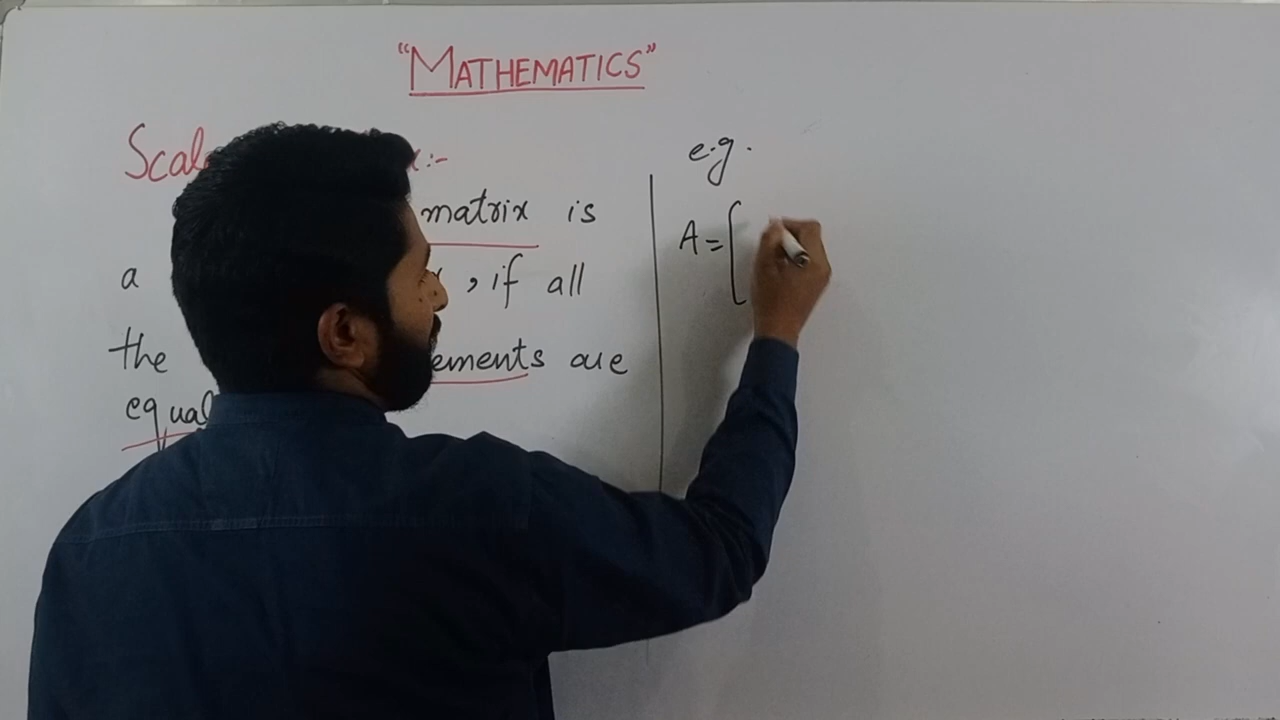 "MATHEMATICS"
Scal :-
matrix is
a , if all
the ements are
equal
e.g.
A = [